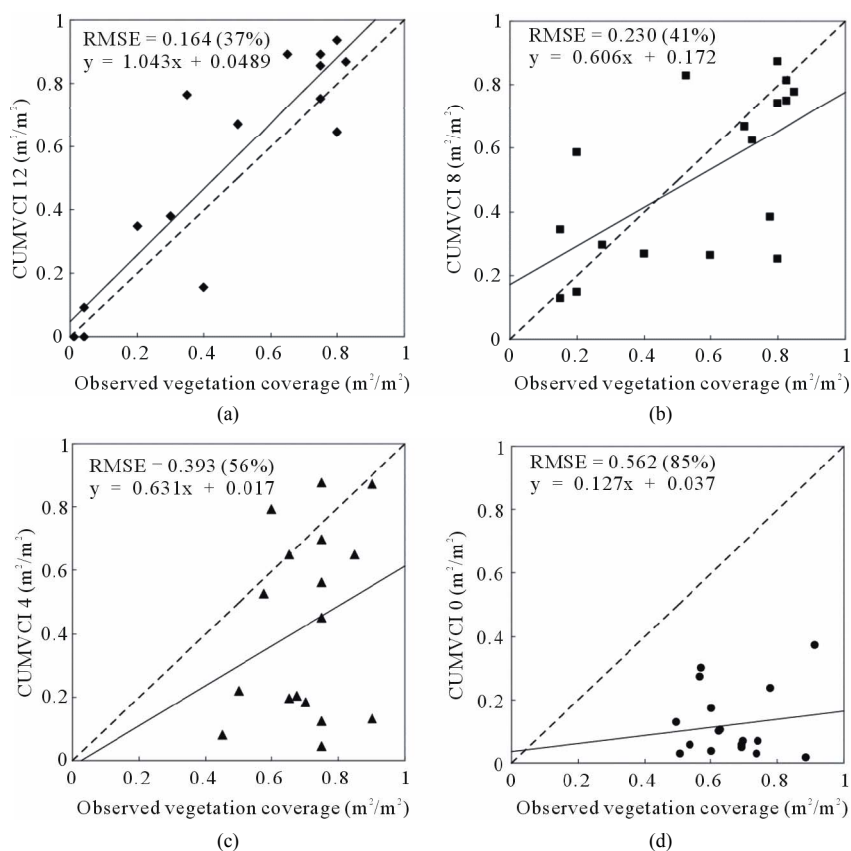 RMSE = 0.164 (37%)
y = 1.043x + 0.0489
1
0.8
0.6
0.4
0.2
0
0 0.2 0.4 0.6 0.8 1
CUMVCI 12 (m²/m²)
Observed vegetation coverage (m²/m²)
(a)
RMSE = 0.230 (41%)
y = 0.606x + 0.172
1
0.8
0.6
0.4
0.2
0
0 0.2 0.4 0.6 0.8 1
CUMVCI 8 (m²/m²)
Observed vegetation coverage (m²/m²)
(b)
RMSE − 0.393 (56%)
y = 0.631x + 0.017
1
0.8
0.6
0.4
0.2
0
0 0.2 0.4 0.6 0.8 1
CUMVCI 4 (m²/m²)
Observed vegetation coverage (m²/m²)
(c)
RMSE = 0.562 (85%)
y = 0.127x + 0.037
1
0.8
0.6
0.4
0.2
0
0 0.2 0.4 0.6 0.8 1
CUMVCI 0 (m²/m²)
Observed vegetation coverage (m²/m²)
(d)